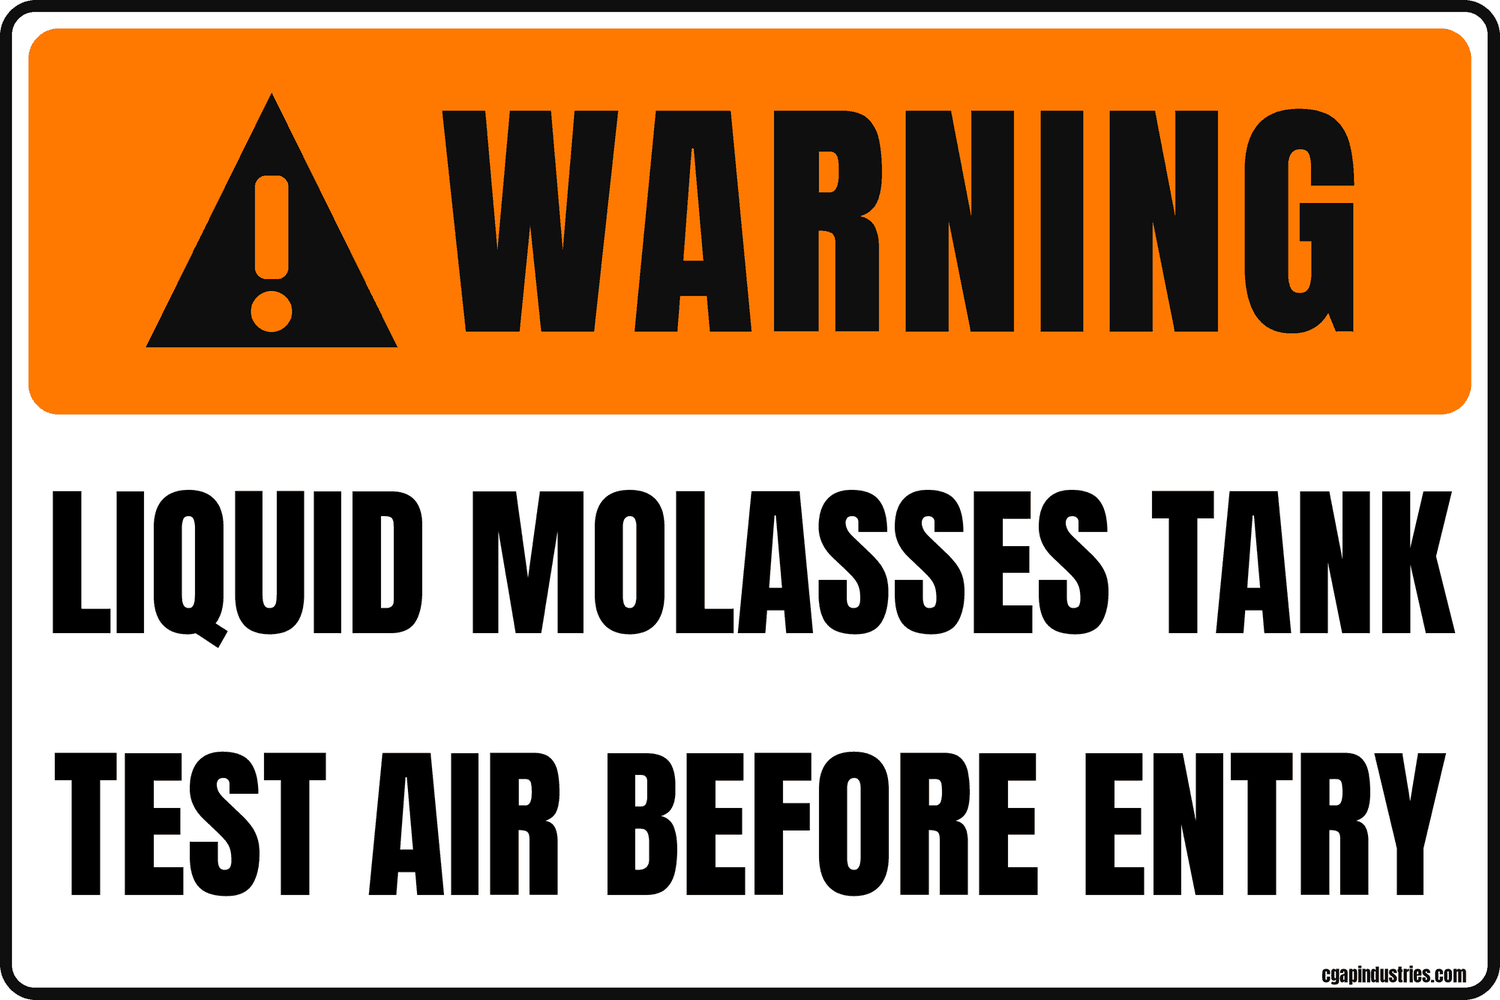 WARNING
LIQUID MOLASSES TANK
TEST AIR BEFORE ENTRY
cgapindustries.com